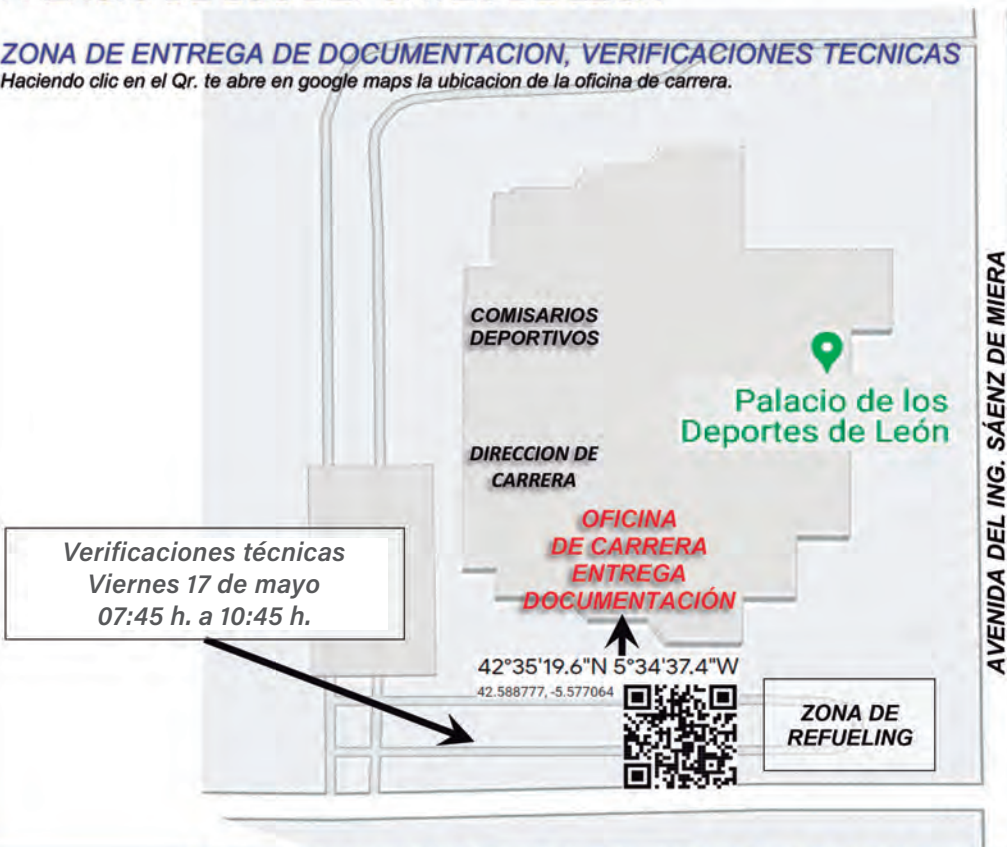 ZONA DE ENTREGA DE DOCUMENTACION, VERIFICACIONES TECNICAS
Haciendo clic en el Qr. te abre en google maps la ubicacion de la oficina de carrera.
COMISARIOS
DEPORTIVOS
Palacio de los
Deportes de León
AVENIDA DEL ING. SÁENZ DE MIERA
DIRECCION DE
CARRERA
OFICINA
DE CARRERA
ENTREGA
DOCUMENTACIÓN
Verificaciones técnicas
Viernes 17 de mayo
07:45 h. a 10:45 h.
42°35'19.6"N 5°34'37.4"W
42.588777, -5.577064
ZONA DE
REFUELING